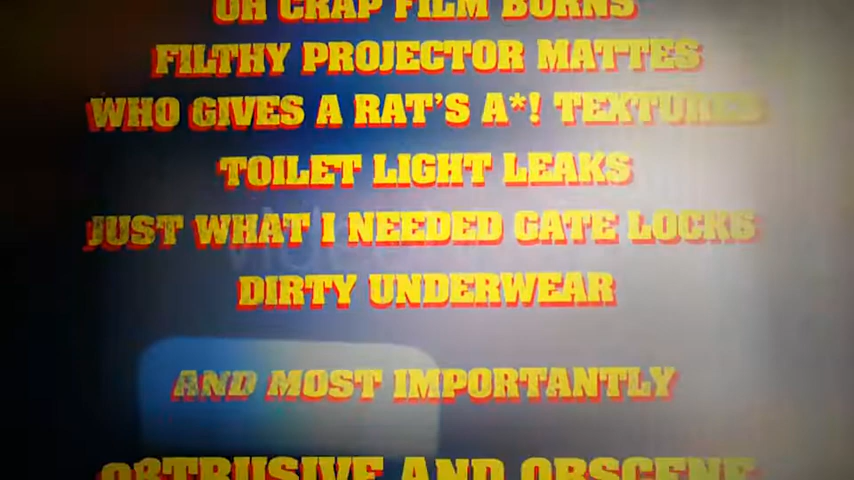 OH CRAP FILM BURNS
FILTHY PROJECTOR MATTES
WHO GIVES A RAT'S A*! TEXTURES
TOILET LIGHT LEAKS
JUST WHAT I NEEDED GATE LOCKS
DIRTY UNDERWEAR
AND MOST IMPORTANTLY
OBTRUSIVE AND OBSCENE